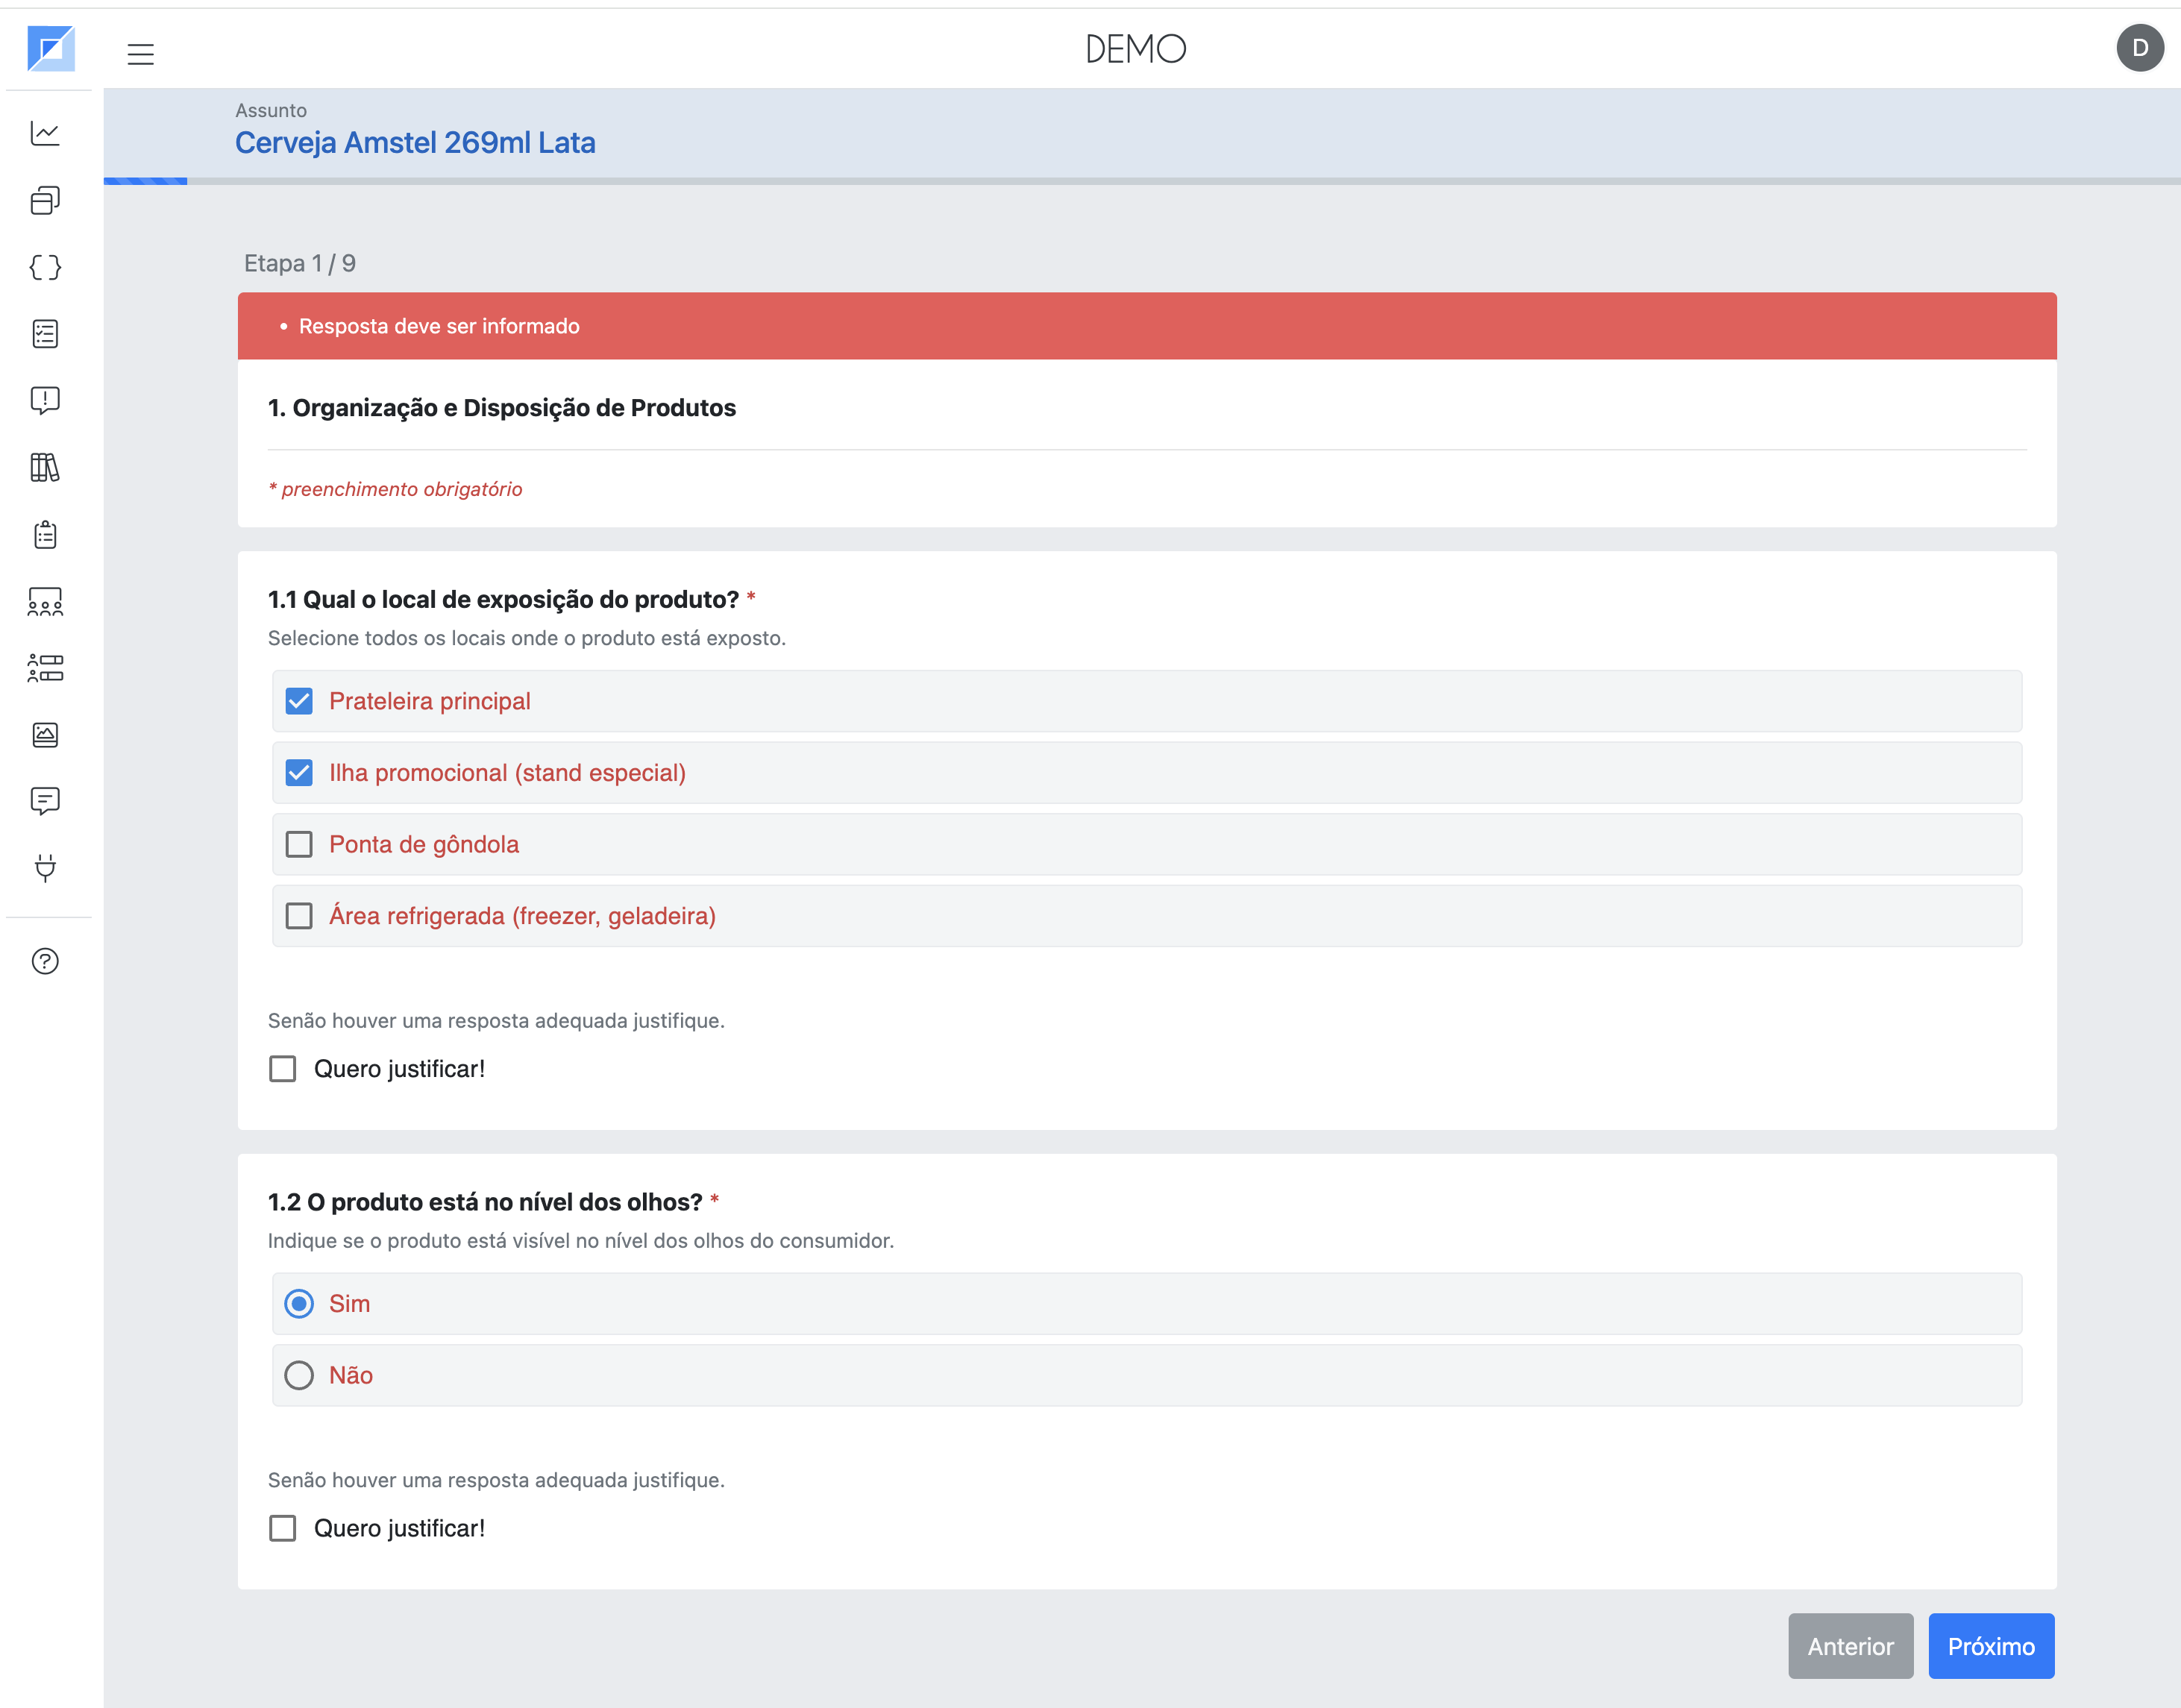 DEMO
D
Assunto
Cerveja Amstel 269ml Lata
Etapa 1 / 9
• Resposta deve ser informado
1. Organização e Disposição de Produtos
* preenchimento obrigatório
1.1 Qual o local de exposição do produto? *
Selecione todos os locais onde o produto está exposto.
Prateleira principal
Ilha promocional (stand especial)
Ponta de gôndola
Área refrigerada (freezer, geladeira)
Senão houver uma resposta adequada justifique.
Quero justificar!
1.2 O produto está no nível dos olhos? *
Indique se o produto está visível no nível dos olhos do consumidor.
Sim
Não
Senão houver uma resposta adequada justifique.
Quero justificar!
Anterior
Próximo